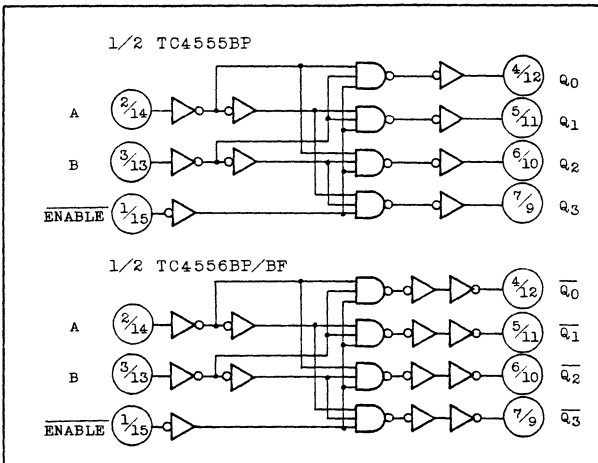 1/2 TC4555BP
4/12 Q0
A 2/14
5/11 Q1
B 3/13
6/10 Q2
ENABLE 1/15
7/9 Q3
1/2 TC4556BP/BF
4/12 Q0
A 2/14
5/11 Q1
B 3/13
6/10 Q2
ENABLE 1/15
7/9 Q3